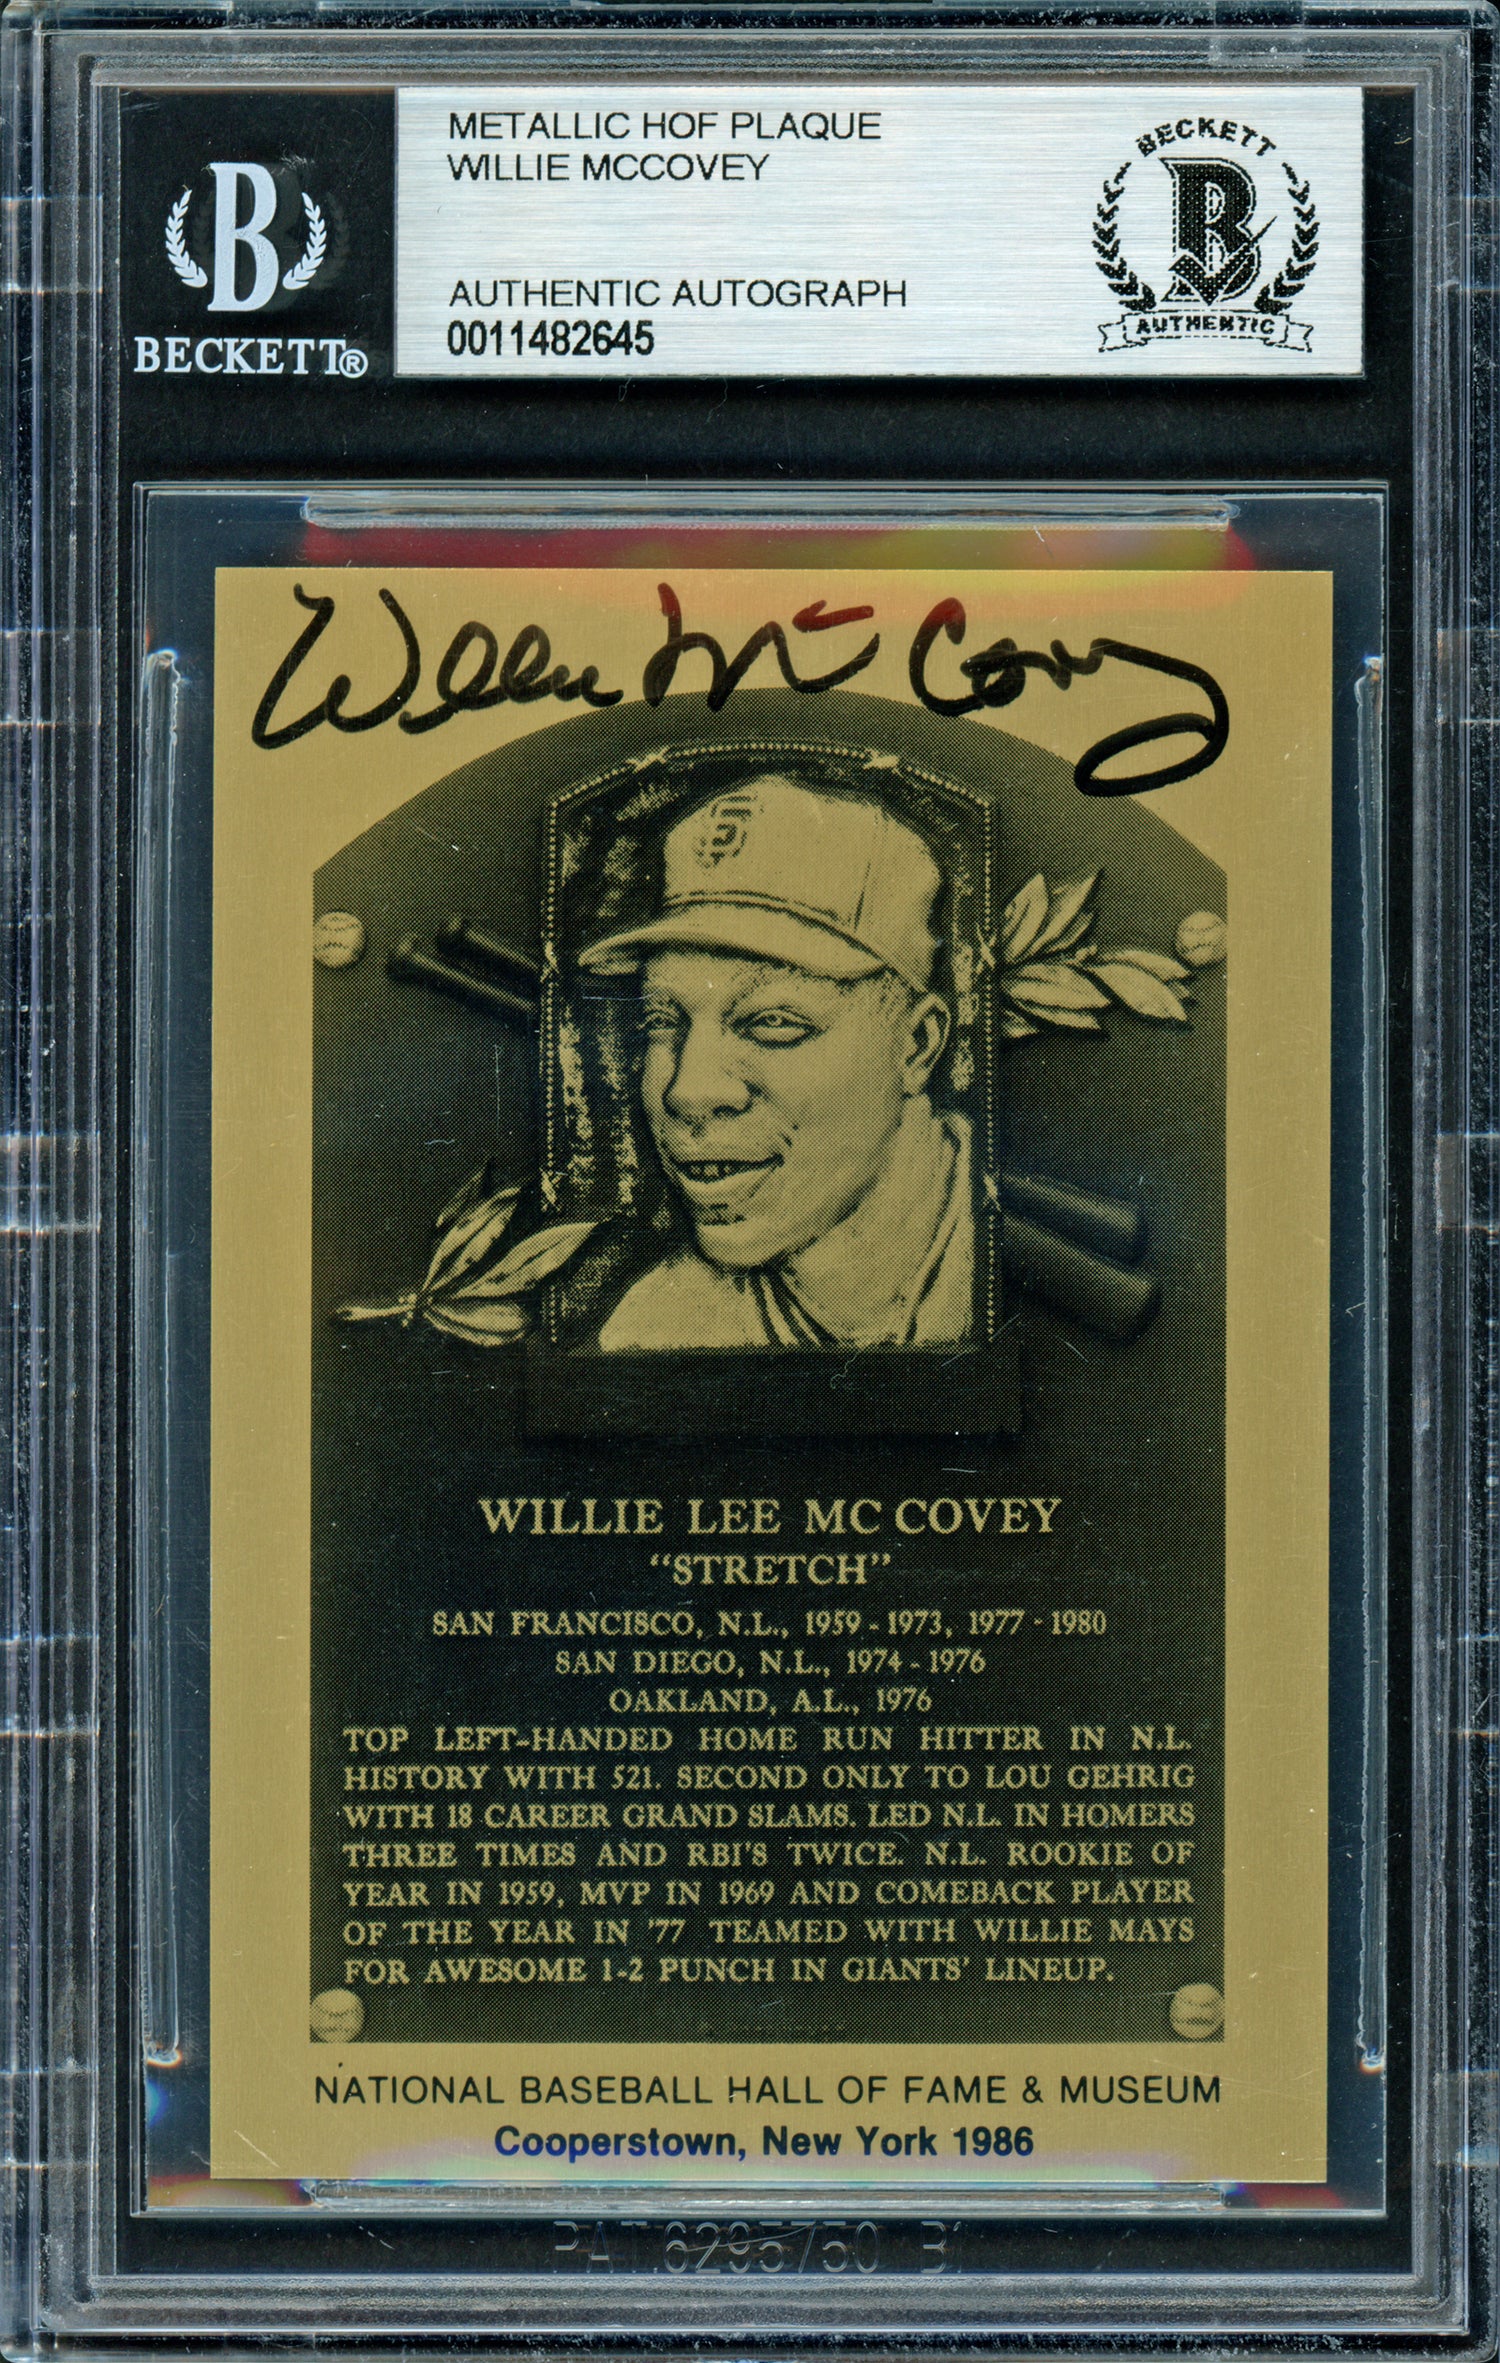 METALLIC HOF PLAQUE
WILLIE MCCOVEY
AUTHENTIC AUTOGRAPH
0011482645
B
BECKETT®
BECKETT
B
AUTHENTIC
Willie McCovey
SF
WILLIE LEE MC COVEY
“STRETCH”
SAN FRANCISCO, N.L., 1959 - 1973, 1977 - 1980
SAN DIEGO, N.L., 1974 - 1976
OAKLAND, A.L., 1976
TOP LEFT-HANDED HOME RUN HITTER IN N.L.
HISTORY WITH 521. SECOND ONLY TO LOU GEHRIG
WITH 18 CAREER GRAND SLAMS. LED N.L. IN HOMERS
THREE TIMES AND RBI'S TWICE. N.L. ROOKIE OF
YEAR IN 1959, MVP IN 1969 AND COMEBACK PLAYER
OF THE YEAR IN '77 TEAMED WITH WILLIE MAYS
FOR AWESOME 1-2 PUNCH IN GIANTS' LINEUP.
NATIONAL BASEBALL HALL OF FAME & MUSEUM
Cooperstown, New York 1986
PAT. 6295750 B